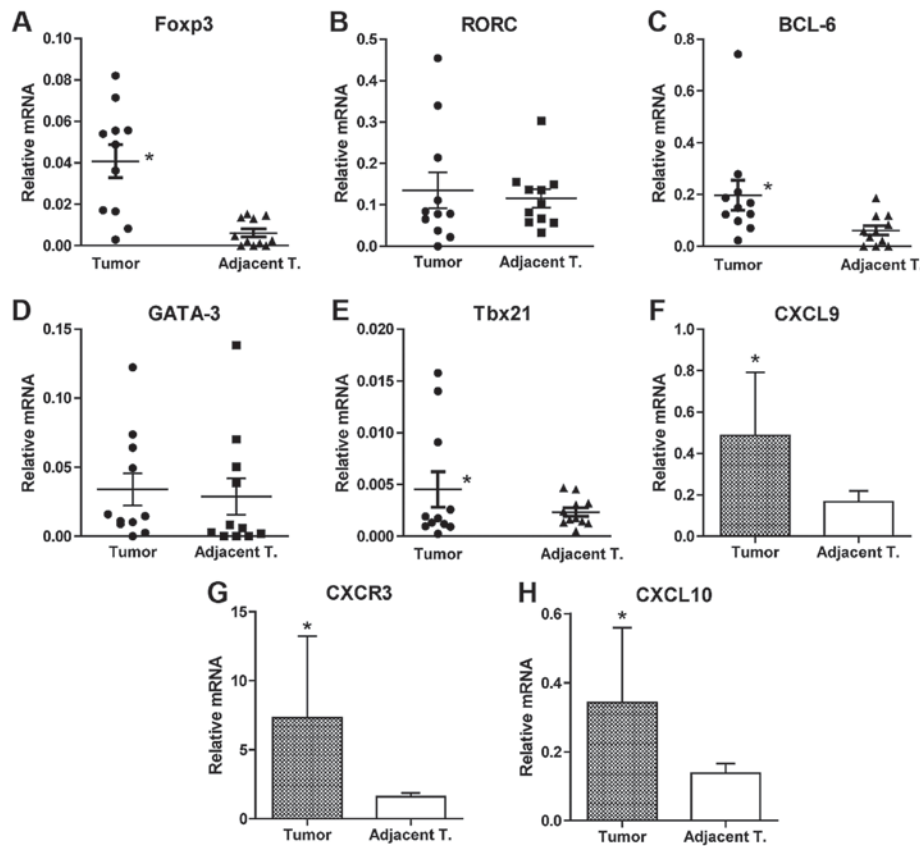 A Foxp3
Relative mRNA
0.10
0.08
0.06
0.04
0.02
0.00
*
Tumor Adjacent T.
B RORC
Relative mRNA
0.5
0.4
0.3
0.2
0.1
0.0
Tumor Adjacent T.
C BCL-6
Relative mRNA
0.8
0.6
0.4
0.2
0.0
*
Tumor Adjacent T.
D GATA-3
Relative mRNA
0.15
0.10
0.05
0.00
Tumor Adjacent T.
E Tbx21
Relative mRNA
0.020
0.015
0.010
0.005
0.000
*
Tumor Adjacent T.
F CXCL9
Relative mRNA
1.0
0.8
0.6
0.4
0.2
0.0
*
Tumor Adjacent T.
G CXCR3
Relative mRNA
15
10
5
0
*
Tumor Adjacent T.
H CXCL10
Relative mRNA
0.6
0.4
0.2
0.0
*
Tumor Adjacent T.